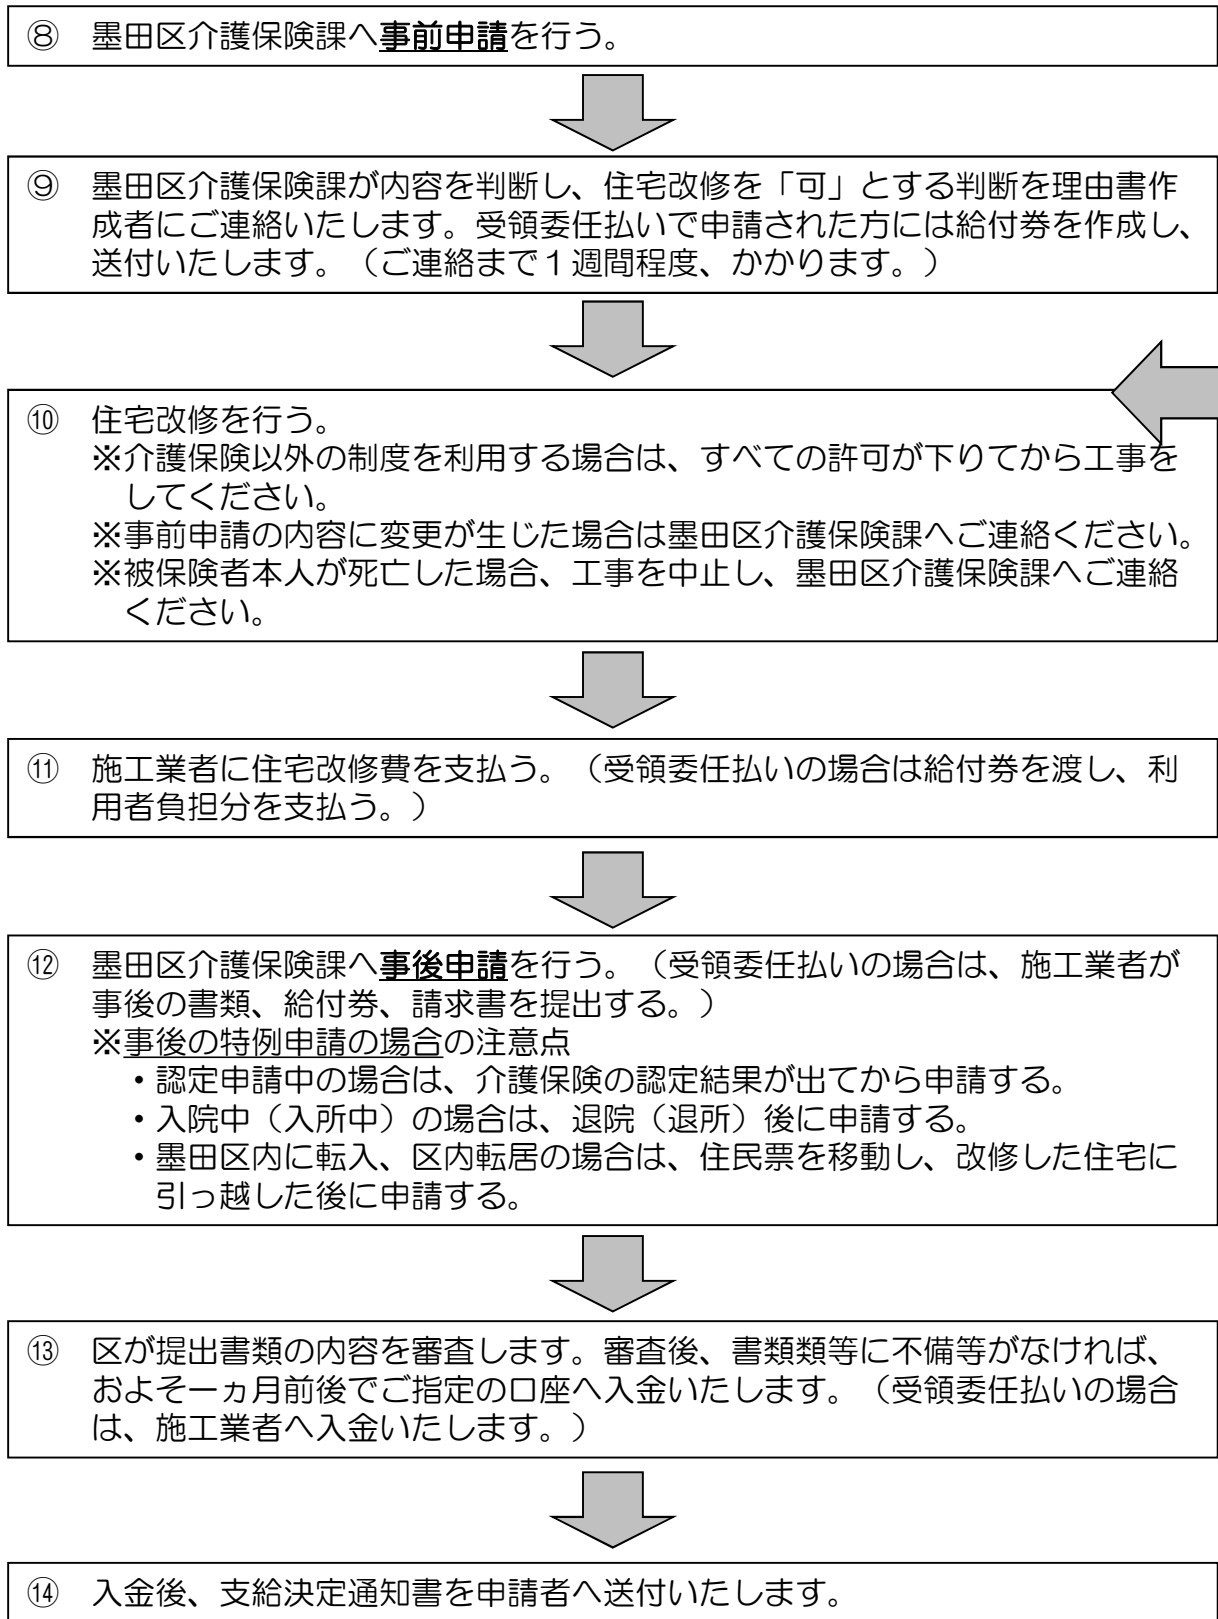 ⑧ 墨田区介護保険課へ事前申請を行う。
⑨ 墨田区介護保険課が内容を判断し、住宅改修を「可」とする判断を理由書作
成者にご連絡いたします。受領委任払いで申請された方には給付券を作成し、
送付いたします。（ご連絡まで１週間程度、かかります。）
⑩ 住宅改修を行う。
※介護保険以外の制度を利用する場合は、すべての許可が下りてから工事を
してください。
※事前申請の内容に変更が生じた場合は墨田区介護保険課へご連絡ください。
※被保険者本人が死亡した場合、工事を中止し、墨田区介護保険課へご連絡
ください。
⑪ 施工業者に住宅改修費を支払う。（受領委任払いの場合は給付券を渡し、利
用者負担分を支払う。）
⑫ 墨田区介護保険課へ事後申請を行う。（受領委任払いの場合は、施工業者が
事後の書類、給付券、請求書を提出する。）
※事後の特例申請の場合の注意点
・認定申請中の場合は、介護保険の認定結果が出てから申請する。
・入院中（入所中）の場合は、退院（退所）後に申請する。
・墨田区内に転入、区内転居の場合は、住民票を移動し、改修した住宅に
引っ越した後に申請する。
⑬ 区が提出書類の内容を審査します。審査後、書類類等に不備等がなければ、
およそ一ヵ月前後でご指定の口座へ入金いたします。（受領委任払いの場合
は、施工業者へ入金いたします。）
⑭ 入金後、支給決定通知書を申請者へ送付いたします。